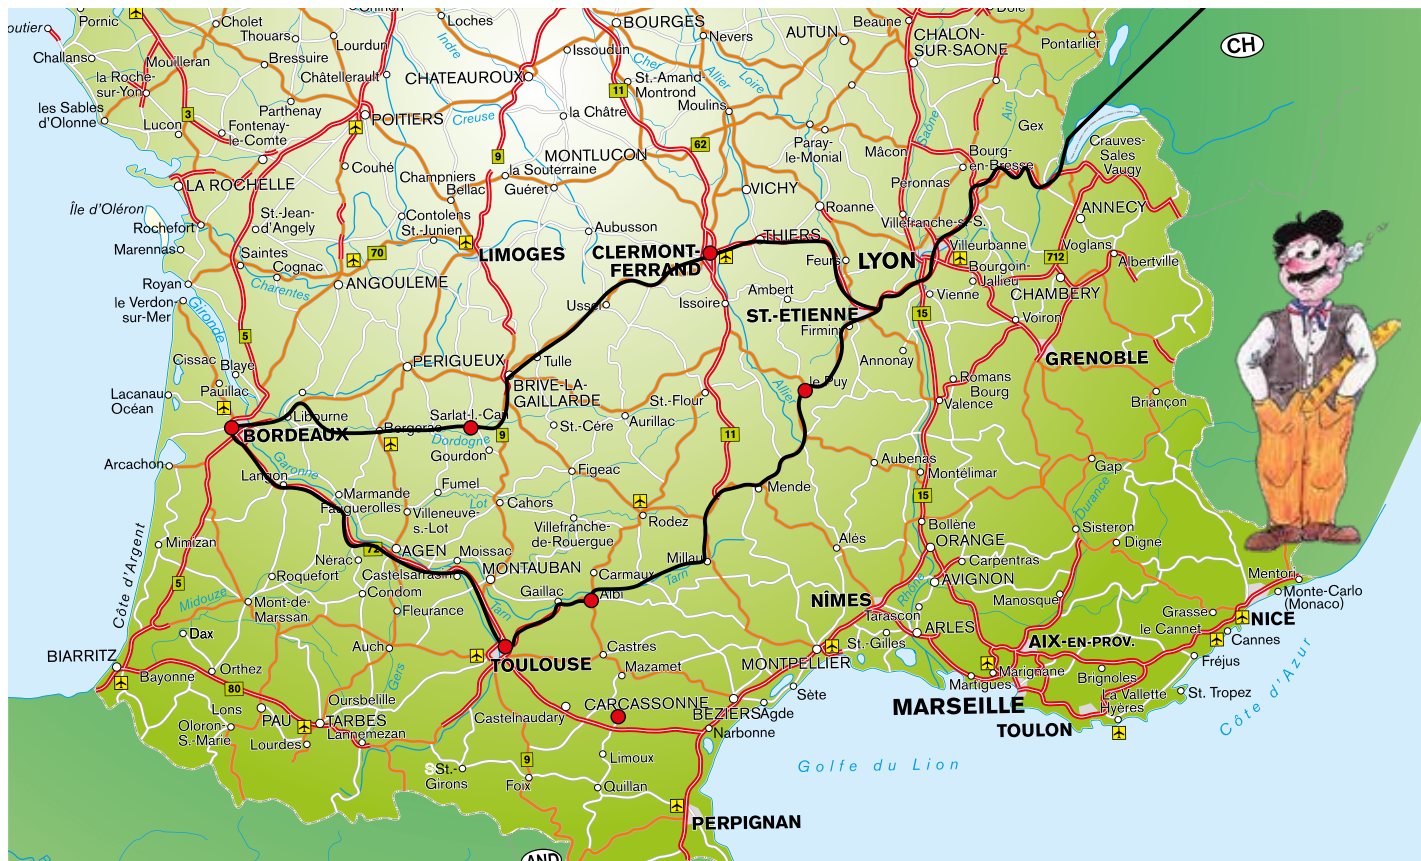 Pornic
Cholet
Loches
BOURGES
Beaune
Thouars
Lourdun
Nevers
AUTUN
CHALON-
SUR-SAONE
Pontarlier
Challans
Mouilleran
Bressuire
Indre
Issoudun
Cher
Allier
Loire
la Roche-
sur-Yon
Châtellerault
CHATEAUROUX
St.-Amand-
Montrond
CH
les Sables
d'Olonne
Parthenay
11
Moulins
Ain
3
POITIERS
Creuse
la Châtre
Saône
Gex
Lucon
Fontenay-
le-Comte
62
Paray-
le-Monial
Mâcon
Bourg-
en-Bresse
Crauves-
Sales
Vaugy
9
MONTLUCON
Couhé
Champniers
Bellac
la Souterraine
Guéret
VICHY
Peronnas
LA ROCHELLE
Île d'Oléron
St.-Jean-
d'Angely
Contolens
St.-Junien
Roanne
ANNECY
Rochefort
Aubusson
THIERS
Villefranche-s.-S.
Marennas
Saintes
70
LIMOGES
CLERMONT-
FERRAND
Feurs
LYON
Villeurbanne
712
Voglans
Albertville
Cognac
Bourgoin-
Jallieu
Royan
Charentes
ANGOULEME
Ambert
Vienne
CHAMBERY
le Verdon-
sur-Mer
Gironde
Ussel
Issoire
ST.-ETIENNE
Firminy
15
Voiron
5
Cissac
Blaye
PERIGUEUX
Tulle
Annonay
GRENOBLE
Pauillac
BRIVE-LA-
GAILLARDE
Allier
le Puy
Romans
Bourg
Lacanau
Océan
St.-Flour
Valence
Briançon
Libourne
Sarlat-l.-Can
Aurillac
BORDEAUX
Bergerac
Dordogne
9
St.-Cére
11
Gourdon
Arcachon
Garonne
Figeac
Aubenas
Montélimar
Gap
Langon
Marmande
Fumel
Mende
Durance
Fauguerolles
Villeneuve-
s.-Lot
Lot
Cahors
15
Villefranche-
de-Rouergue
Rodez
Bollène
Sisteron
Mimizan
72
AGEN
Moissac
Alés
ORANGE
Digne
Nérac
MONTAUBAN
Millau
Carpentras
Côte d'Argent
Roquefort
Castelsarrasin
Carmaux
Tarn
AVIGNON
Mentori
5
Condom
Gaillac
Albi
Rhône
Manosque
Monte-Carlo
(Monaco)
Midouze
Mont-de-
Marssan
Fleurance
Tarn
NÎMES
Tarascon
Grasse
NICE
Dax
Auch
Castres
St.-Gilles
ARLES
AIX-EN-PROV.
le Cannet
Cannes
BIARRITZ
Gers
TOULOUSE
Mazamet
MONTPELLIER
Marignane
Fréjus
Bayonne
Orthez
Martigues
Brignoles
80
Oursbelille
CARCASSONNE
Sète
MARSEILLE
La Vallette
Hyères
St. Tropez
Lons
PAU
TARBES
Castelnaudary
BEZIERS
Agde
Côte d'Azur
Oloron-
S.-Marie
Lourdes
Lannemezan
Narbonne
TOULON
9
Limoux
Golfe du Lion
SSt.-
Girons
Foix
Quillan
PERPIGNAN
AND